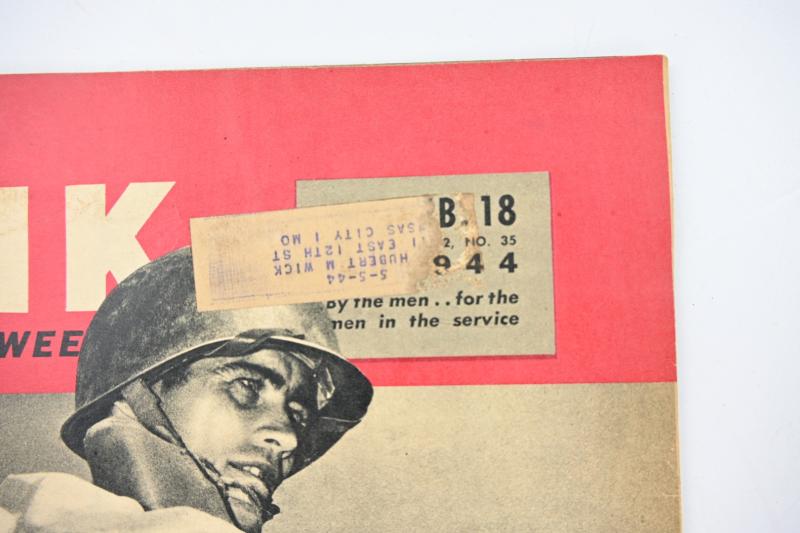 NK
WEE
B. 18
2, NO. 35
944
By the men . . for the
men in the service
5-5-44
HUBERT M WICK
1 EAST 12TH ST
SAS CITY 1 MO